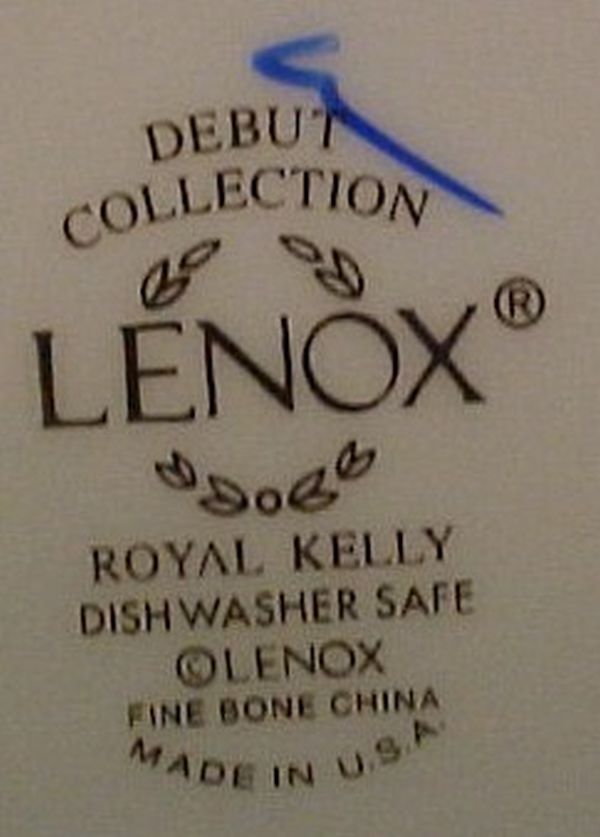 DEBUT
COLLECTION
LENOX®
ROYAL KELLY
DISHWASHER SAFE
©LENOX
FINE BONE CHINA
MADE IN U.S.A.